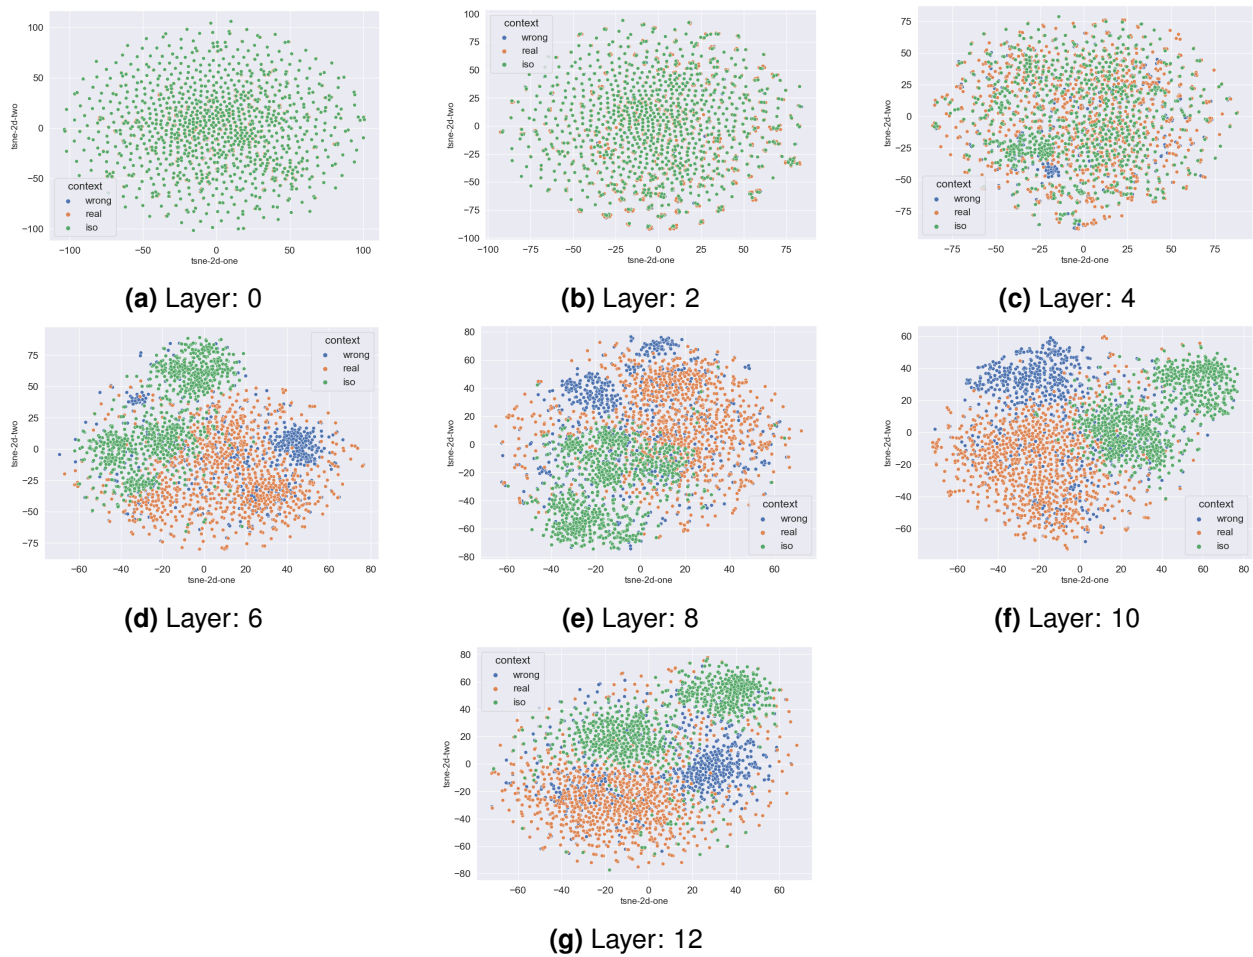 100
50
0
−50
−100
tsne-2d-two
context
wrong
real
iso
−100 −50 0 50 100
tsne-2d-one
(a) Layer: 0
100
75
50
25
0
−25
−50
−75
−100
tsne-2d-two
context
wrong
real
iso
−100 −75 −50 −25 0 25 50 75
tsne-2d-one
(b) Layer: 2
75
50
25
0
−25
−50
−75
tsne-2d-two
context
wrong
real
iso
−75 −50 −25 0 25 50 75
tsne-2d-one
(c) Layer: 4
75
50
25
0
−25
−50
−75
tsne-2d-two
context
wrong
real
iso
−60 −40 −20 0 20 40 60 80
tsne-2d-one
(d) Layer: 6
80
60
40
20
0
−20
−40
−60
−80
tsne-2d-two
context
wrong
real
iso
−60 −40 −20 0 20 40 60
tsne-2d-one
(e) Layer: 8
60
40
20
0
−20
−40
−60
tsne-2d-two
context
wrong
real
iso
−60 −40 −20 0 20 40 60 80
tsne-2d-one
(f) Layer: 10
80
60
40
20
0
−20
−40
−60
−80
tsne-2d-two
context
wrong
real
iso
−60 −40 −20 0 20 40 60
tsne-2d-one
(g) Layer: 12